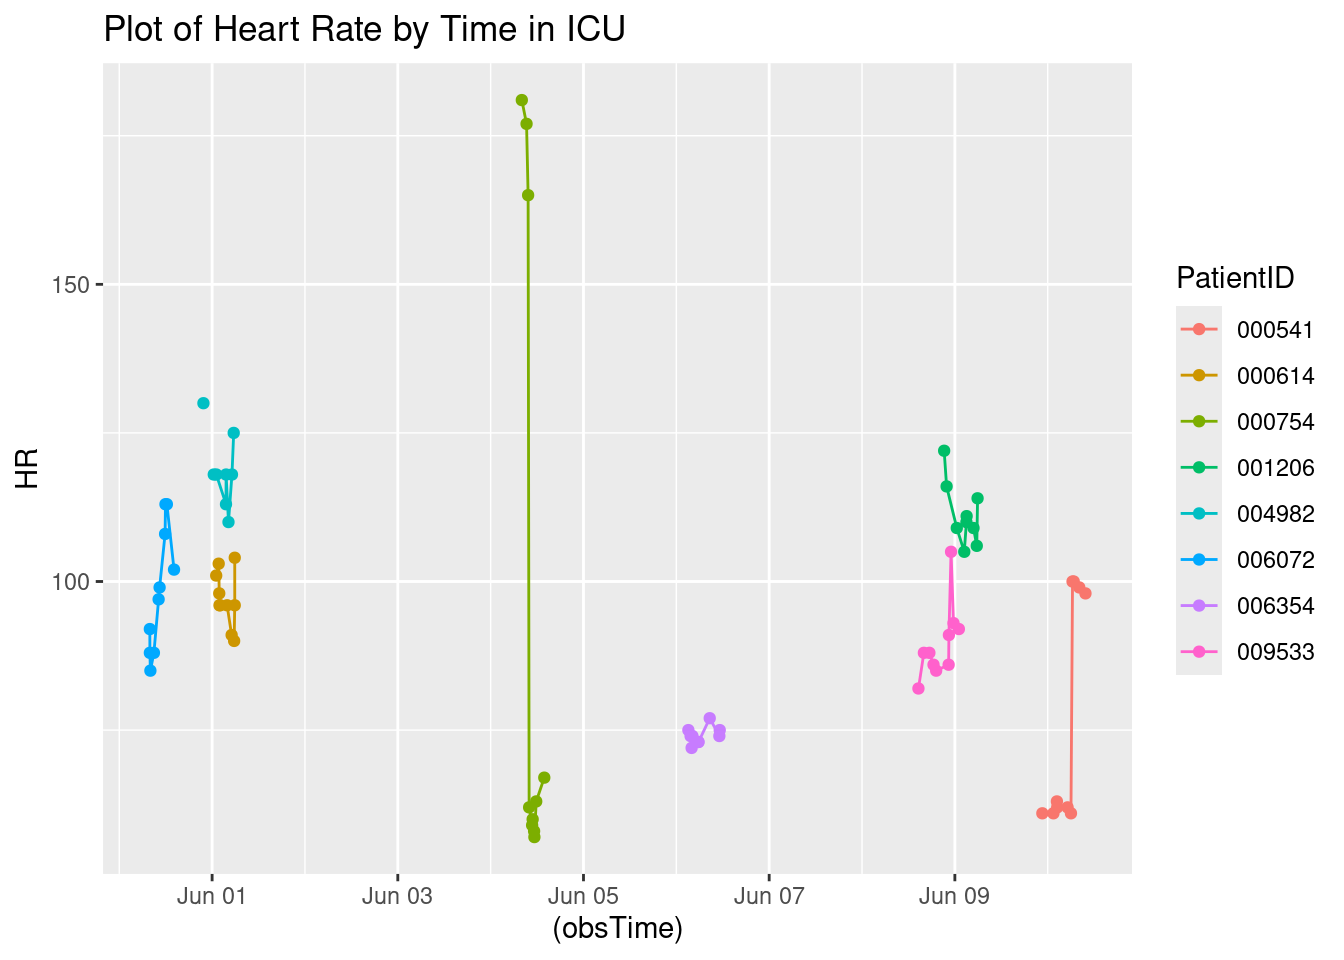 Plot of Heart Rate by Time in ICU
HR
150
100
Jun 01
Jun 03
Jun 05
Jun 07
Jun 09
(obsTime)
PatientID
000541
000614
000754
001206
004982
006072
006354
009533